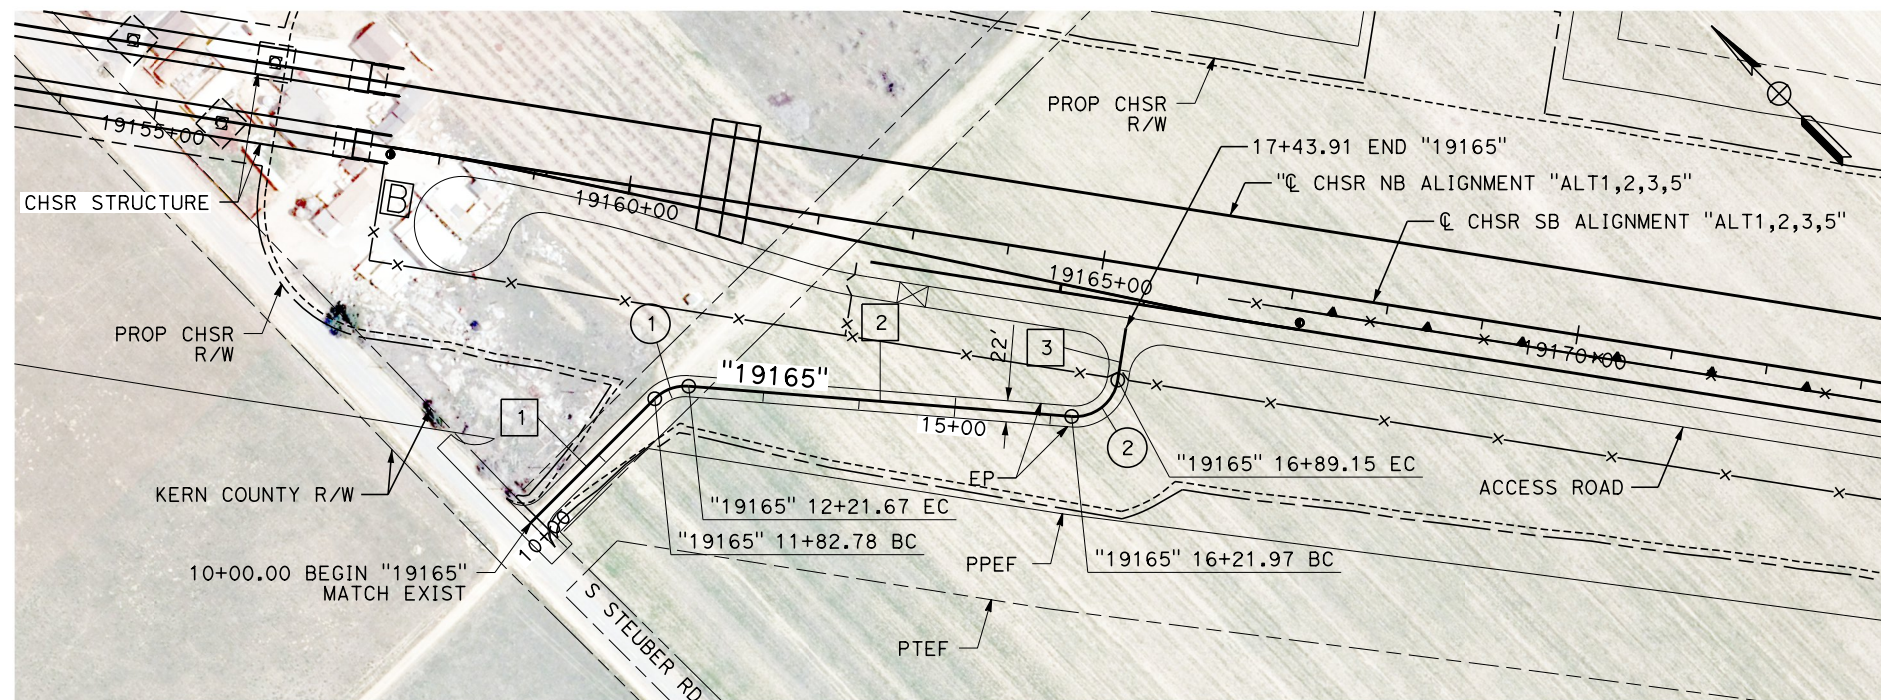 19155+00
CHSR STRUCTURE
B
19160+00
PROP CHSR
R/W
17+43.91 END "19165"
"℄ CHSR NB ALIGNMENT "ALT1,2,3,5"
℄ CHSR SB ALIGNMENT "ALT1,2,3,5"
19165+00
19170+00
PROP CHSR
R/W
1
2
22'
3
"19165"
1
15+00
2
EP
"19165" 16+89.15 EC
ACCESS ROAD
KERN COUNTY R/W
"19165" 12+21.67 EC
"19165" 11+82.78 BC
"19165" 16+21.97 BC
PPEF
10+00
10+00.00 BEGIN "19165"
MATCH EXIST
S STEUBER RD
PTEF